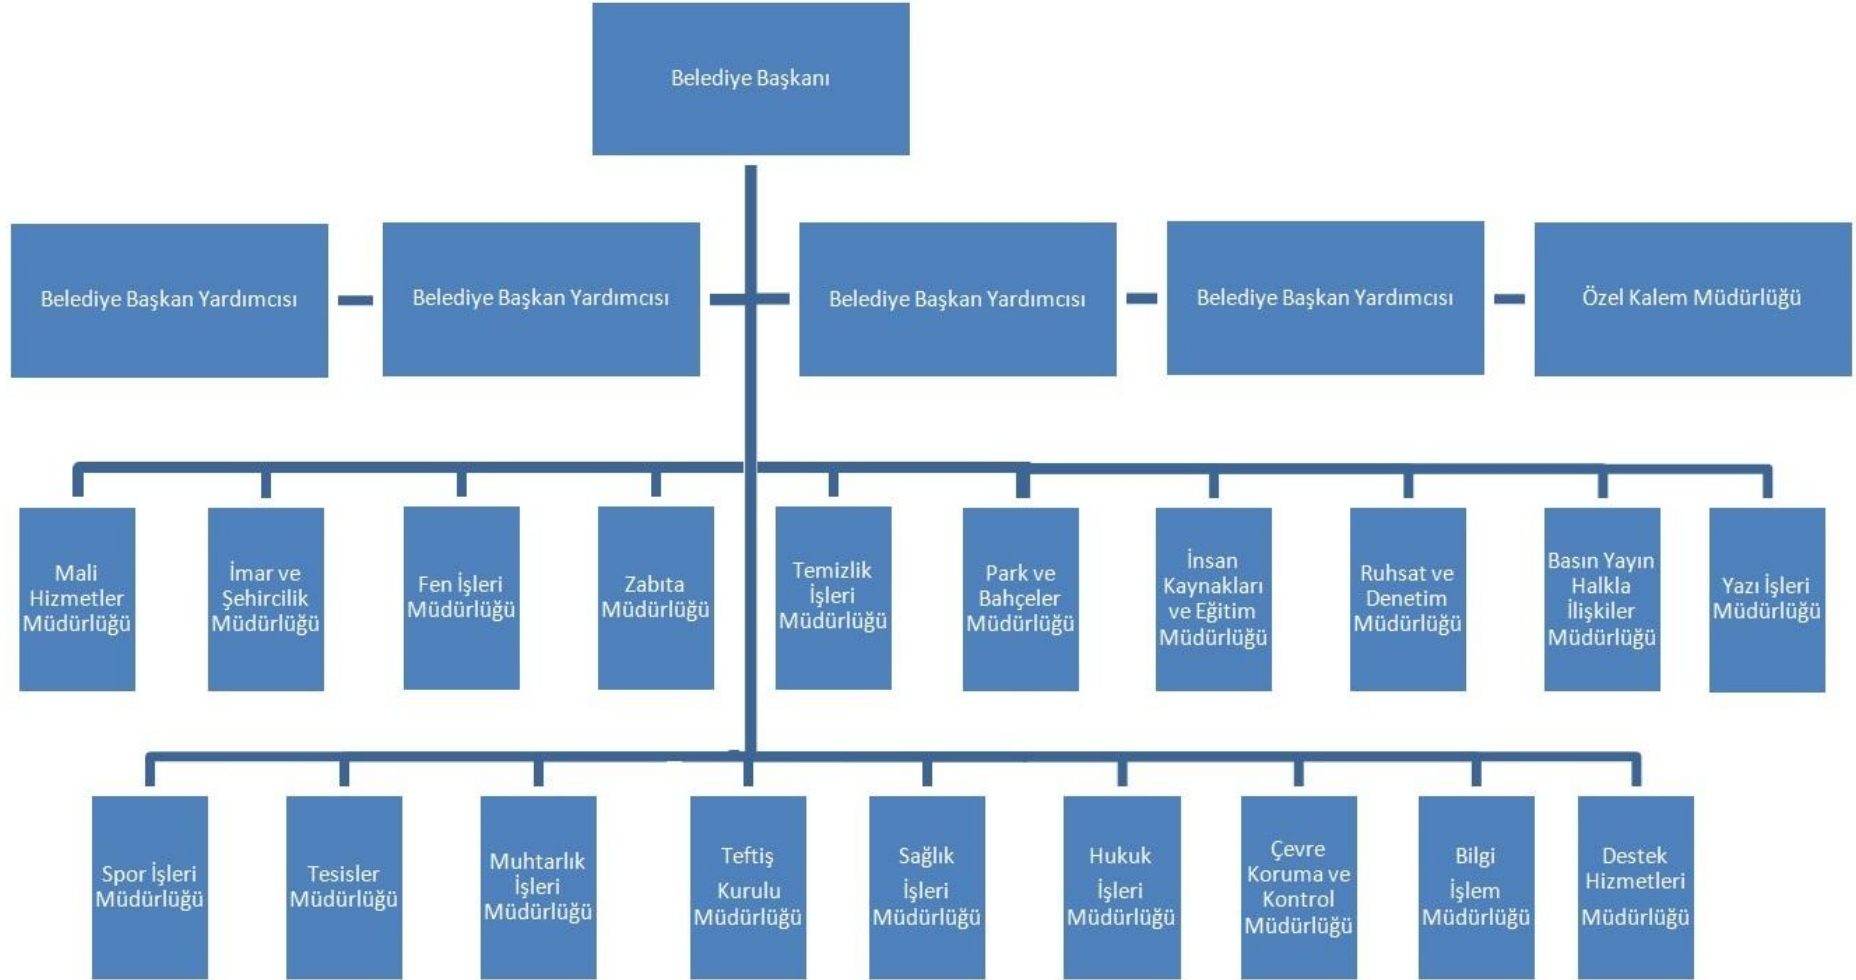 Belediye Başkanı
Belediye Başkan Yardımcısı
Belediye Başkan Yardımcısı
Belediye Başkan Yardımcısı
Belediye Başkan Yardımcısı
Özel Kalem Müdürlüğü
Mali
Hizmetler
Müdürlüğü
İmar ve
Şehircilik
Müdürlüğü
Fen İşleri
Müdürlüğü
Zabıta
Müdürlüğü
Temizlik
İşleri
Müdürlüğü
Park ve
Bahçeler
Müdürlüğü
İnsan
Kaynakları
ve Eğitim
Müdürlüğü
Ruhsat ve
Denetim
Müdürlüğü
Basın Yayın
Halkla
İlişkiler
Müdürlüğü
Yazı İşleri
Müdürlüğü
Spor İşleri
Müdürlüğü
Tesisler
Müdürlüğü
Muhtarlık
İşleri
Müdürlüğü
Teftiş
Kurulu
Müdürlüğü
Sağlık
İşleri
Müdürlüğü
Hukuk
İşleri
Müdürlüğü
Çevre
Koruma ve
Kontrol
Müdürlüğü
Bilgi
İşlem
Müdürlüğü
Destek
Hizmetleri
Müdürlüğü